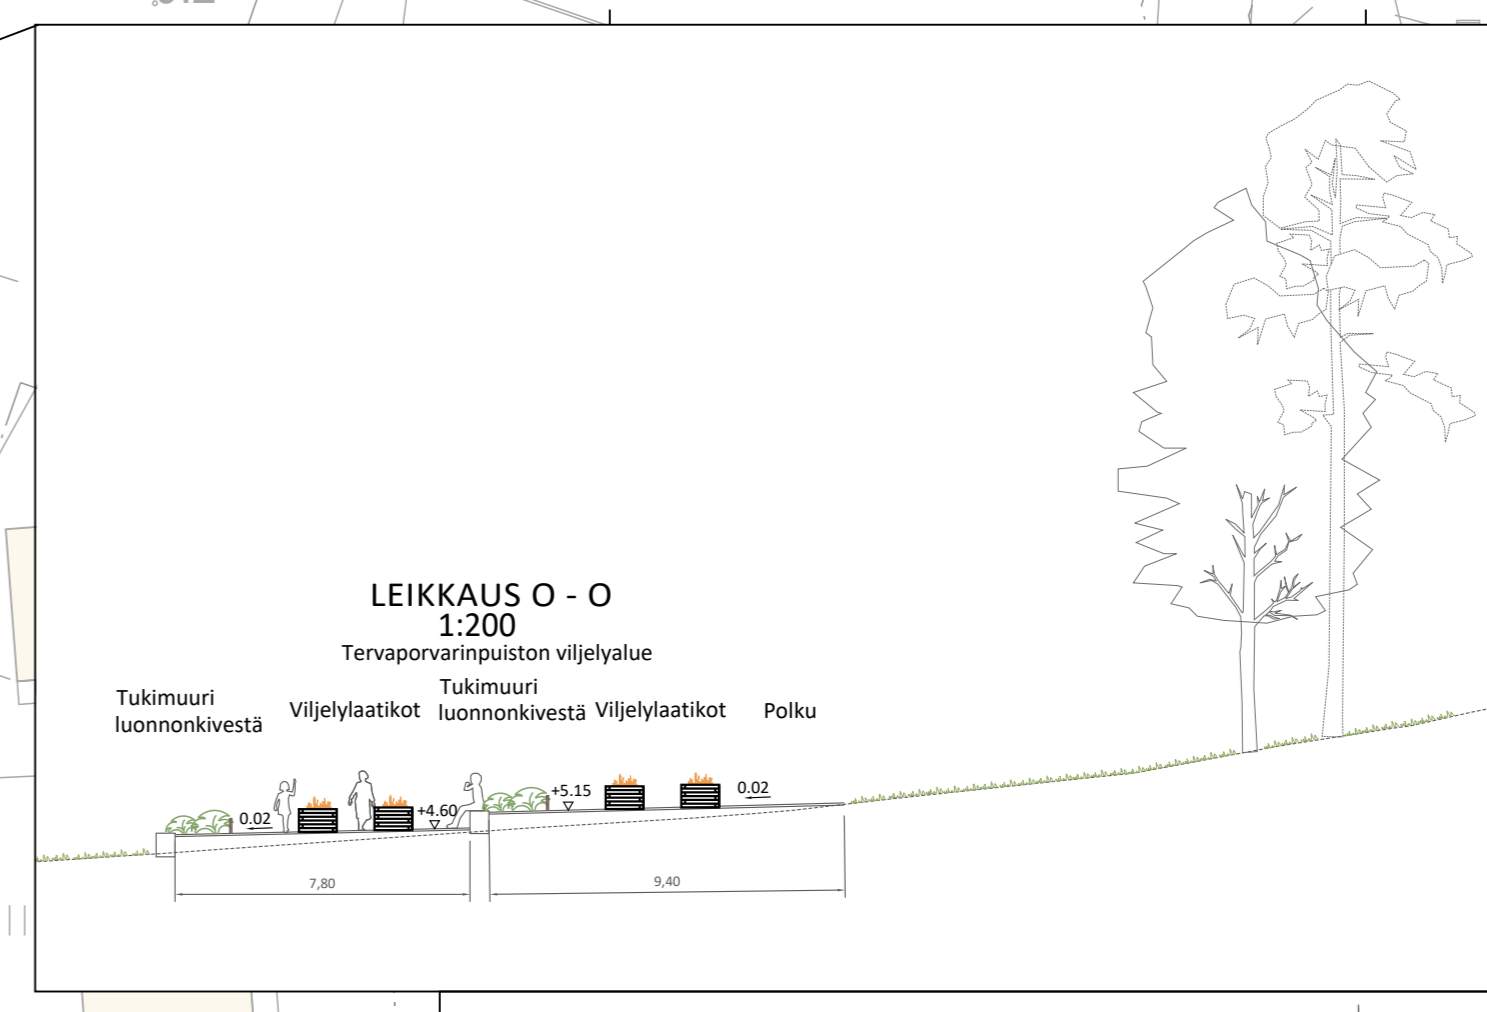 LEIKKAUS O - O
1:200
Tervaporvarinpuiston viljelyalue
Tukimuuri
luonnonkivestä
Viljelylaatikot
Tukimuuri
luonnonkivestä
Viljelylaatikot
Polku
0.02
+4.60
+5.15
0.02
7,80
9,40